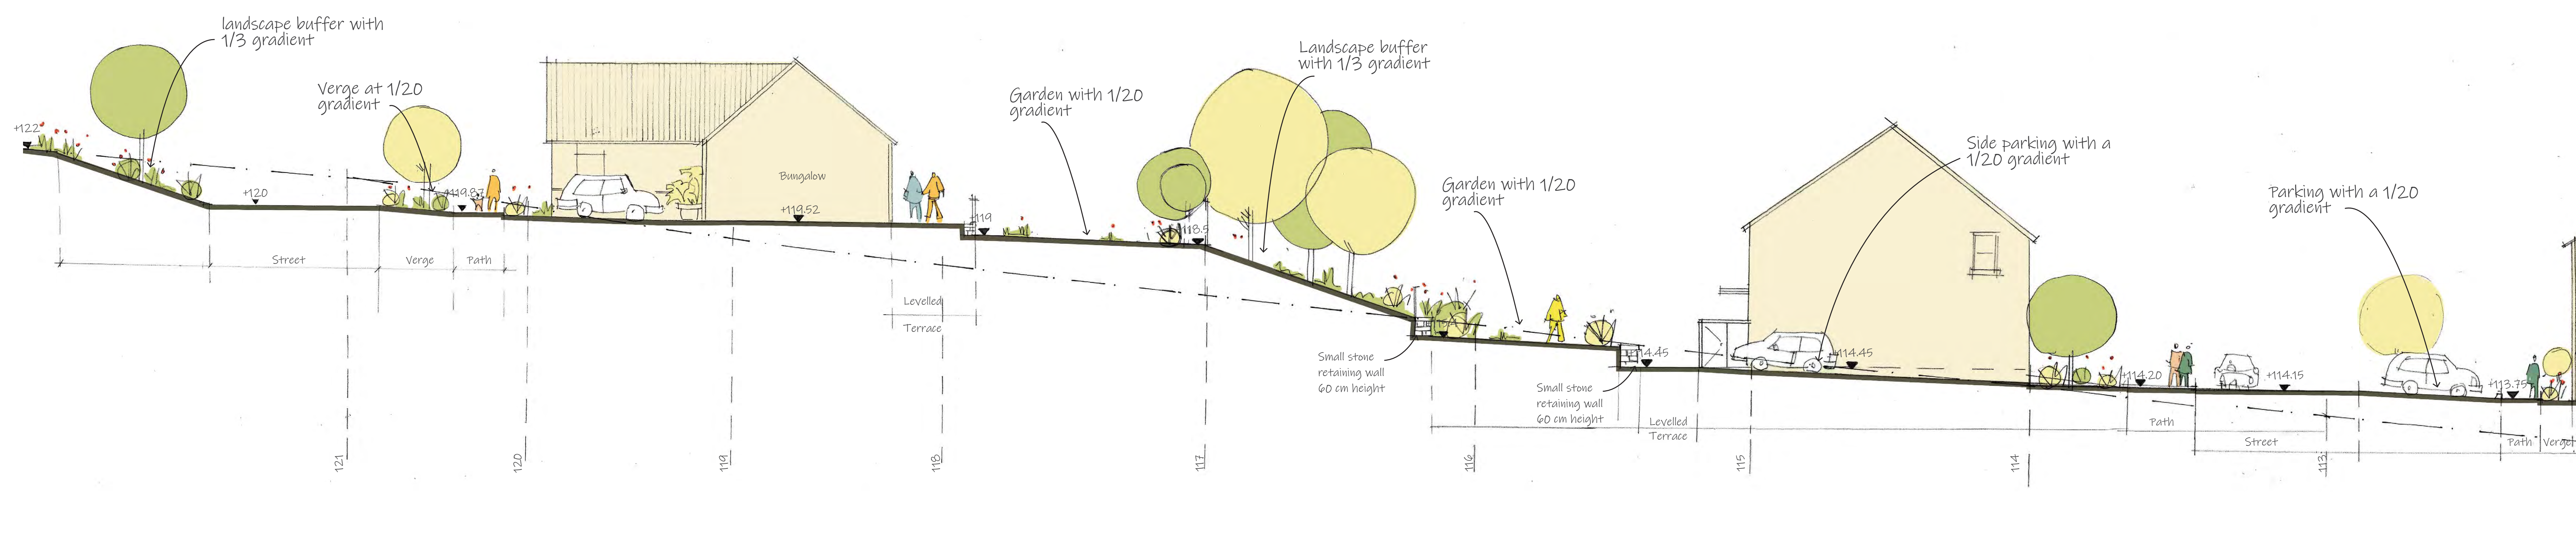 landscape buffer with
1/3 gradient
Verge at 1/20
gradient
+122
+120
+119.87
Street
Verge
Path
Bungalow
+119.52
+119
Levelled
Terrace
Garden with 1/20
gradient
+118.5
Landscape buffer
with 1/3 gradient
Garden with 1/20
gradient
Small stone
retaining wall
60 cm height
Small stone
retaining wall
60 cm height
+114.45
Levelled
Terrace
Side parking with a
1/20 gradient
+114.45
+114.20
Path
+114.15
Street
Parking with a 1/20
gradient
+113.75
Path
Verge
121
120
119
118
117
116
115
114
113